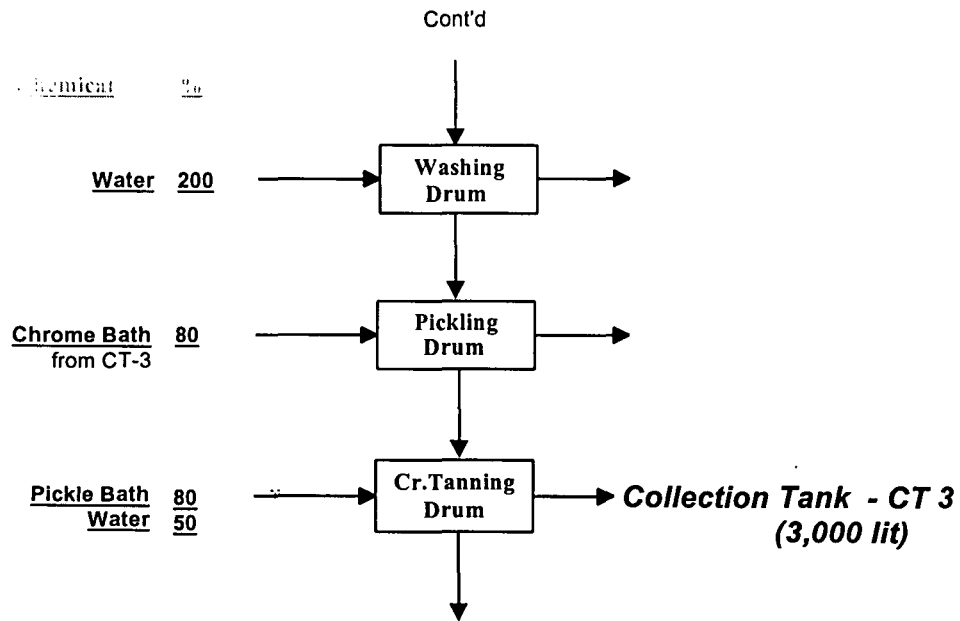 Cont'd
%
Washing
Water 200
Drum
Pickling
Chrome Bath 80
Drum
from CT-3
Cr.Tanning
Pickle Bath 80
Drum
Water 50
Collection Tank - CT 3
(3,000 lit)